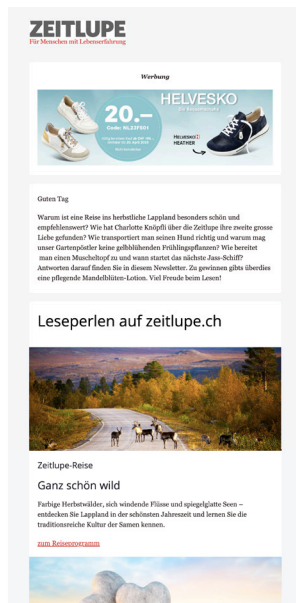 ZEITLUPE
Für Menschen mit Lebenserfahrung
Werbung
HELVESKO
20.–
HELVESKO
HEATHER
Guten Tag
Warum ist eine Reise ins herbstliche Lappland besonders schön und
empfehlenswert? Wie hat Charlotte Knöpfli über die Zeitlupe ihre zweite grosse
Liebe gefunden? Wie transportiert man seinen Hund richtig und warum mag
unser Gartenpöstler keine gelbblühenden Frühlingspflanzen? Wie bereitet
man einen Muscheltopf zu und wann startet das nächste Jass-Schiff?
Antworten darauf finden Sie in diesem Newsletter. Zu gewinnen gibts überdies
eine pflegende Mandelblüten-Lotion. Viel Freude beim Lesen!
Leseperlen auf zeitlupe.ch
Zeitlupe-Reise
Ganz schön wild
Farbige Herbstwälder, sich windende Flüsse und spiegelglatte Seen –
entdecken Sie Lappland in der schönsten Jahreszeit und lernen Sie die
traditionsreiche Kultur der Samen kennen.
zum Reiseprogramm